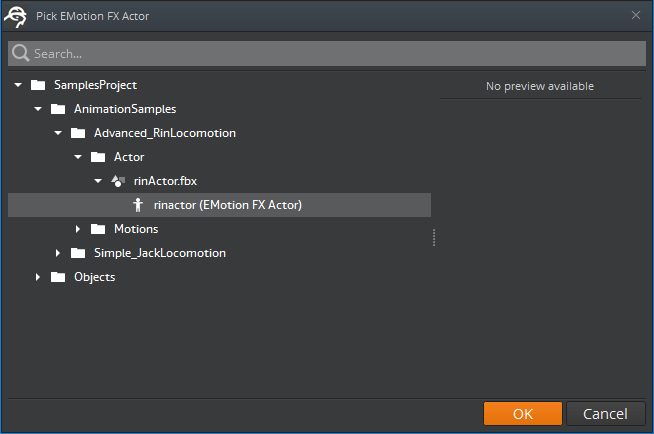 Pick EMotion FX Actor
Search...
SamplesProject
No preview available
AnimationSamples
Advanced_RinLocomotion
Actor
rinActor.fbx
rinactor (EMotion FX Actor)
Motions
Simple_JackLocomotion
Objects
OK
Cancel